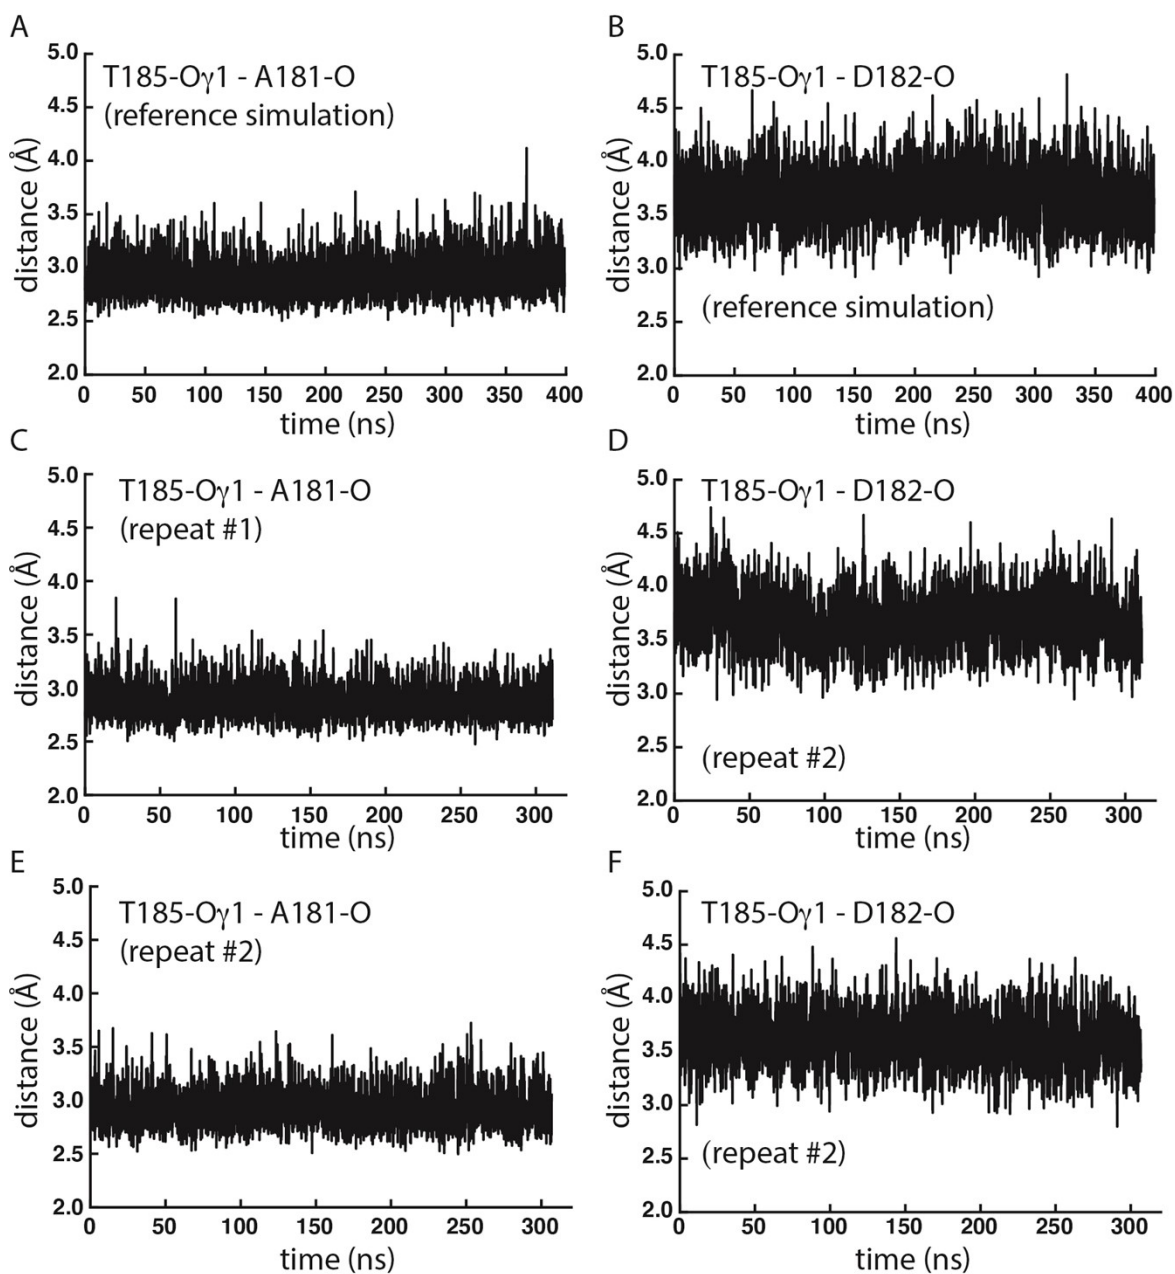 A
5.0
4.5
4.0
3.5
3.0
2.5
2.0
distance (Å)
T185-Oγ1 - A181-O
(reference simulation)
0 50 100 150 200 250 300 350 400
time (ns)
B
5.0
4.5
4.0
3.5
3.0
2.5
2.0
distance (Å)
T185-Oγ1 - D182-O
(reference simulation)
0 50 100 150 200 250 300 350 400
time (ns)
C
5.0
4.5
4.0
3.5
3.0
2.5
2.0
distance (Å)
T185-Oγ1 - A181-O
(repeat #1)
0 50 100 150 200 250 300
time (ns)
D
5.0
4.5
4.0
3.5
3.0
2.5
2.0
distance (Å)
T185-Oγ1 - D182-O
(repeat #2)
0 50 100 150 200 250 300
time (ns)
E
5.0
4.5
4.0
3.5
3.0
2.5
2.0
distance (Å)
T185-Oγ1 - A181-O
(repeat #2)
0 50 100 150 200 250 300
time (ns)
F
5.0
4.5
4.0
3.5
3.0
2.5
2.0
distance (Å)
T185-Oγ1 - D182-O
(repeat #2)
0 50 100 150 200 250 300
time (ns)